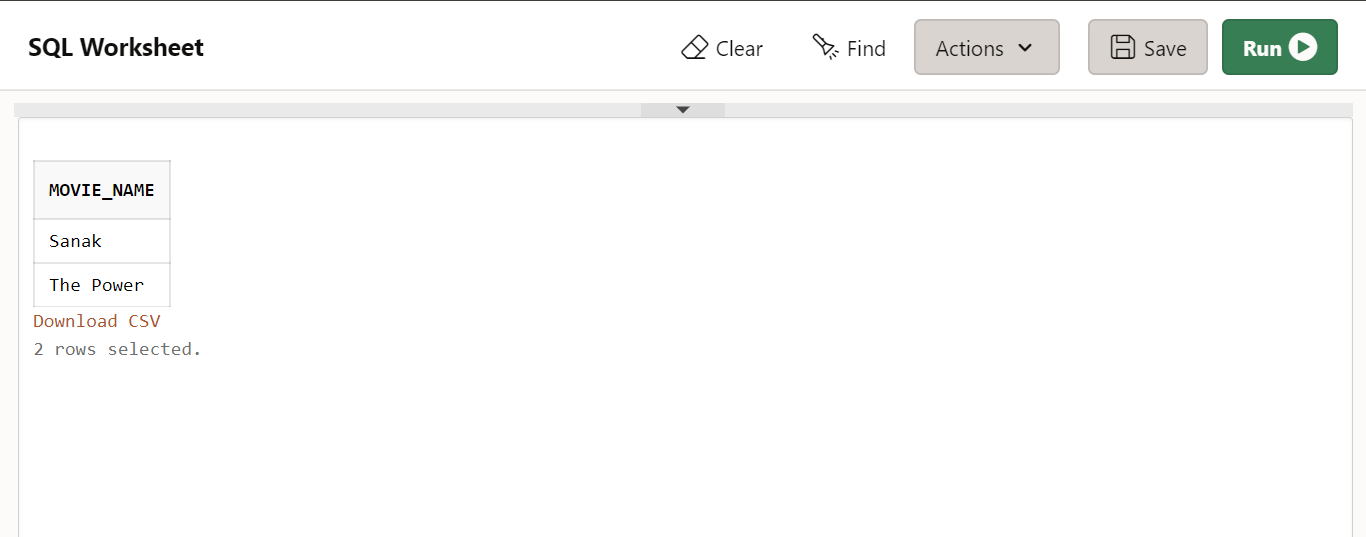 SQL Worksheet
Clear
Find
Actions
Save
Run
MOVIE_NAME
Sanak
The Power
Download CSV
2 rows selected.